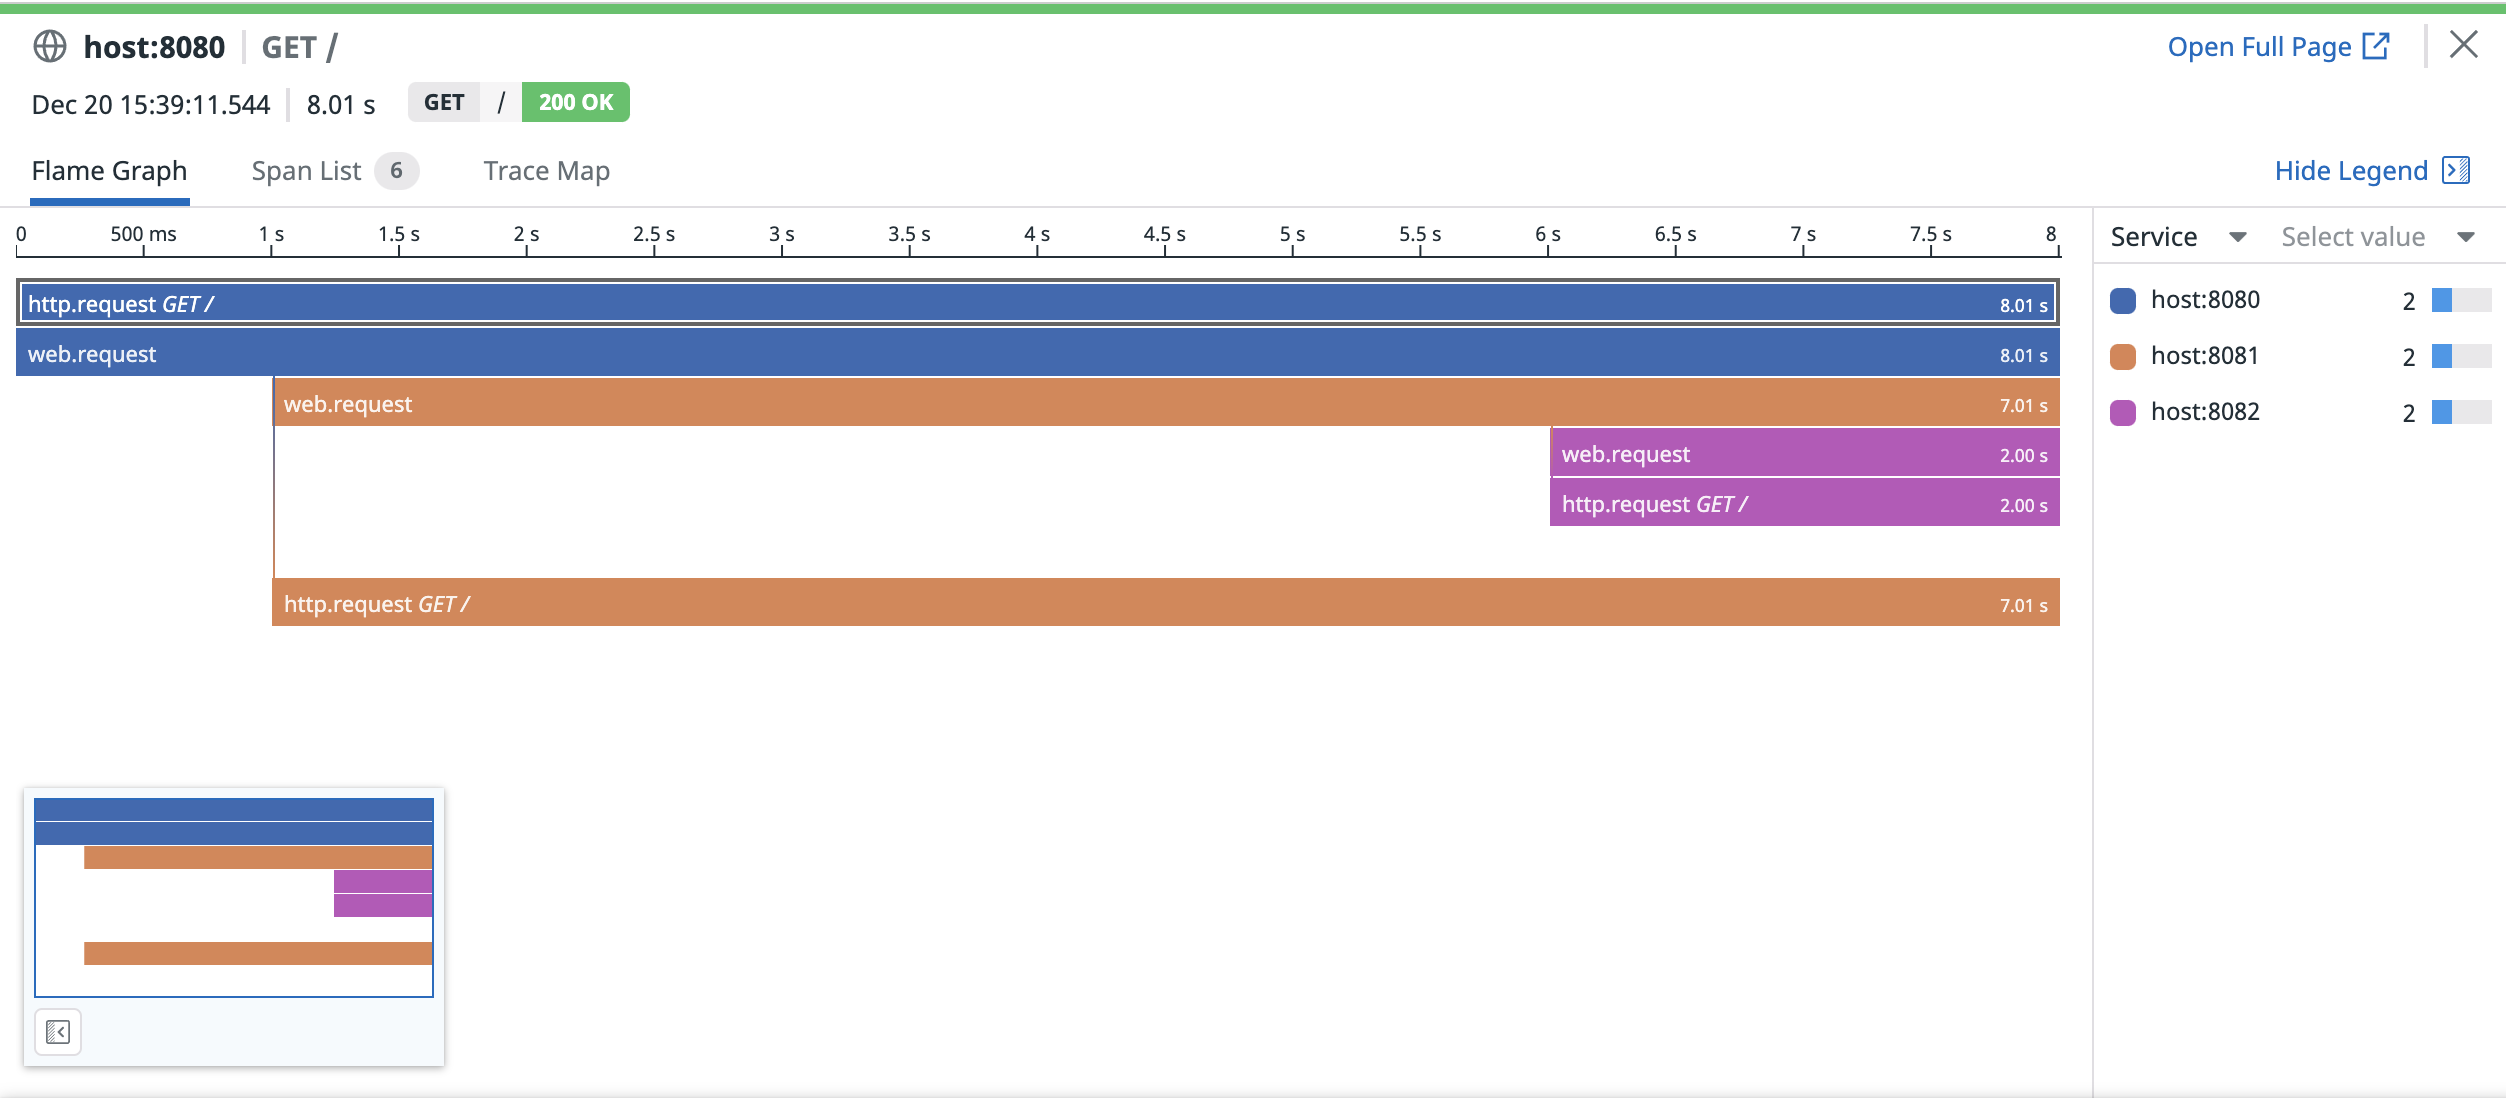 host:8080 GET / Open Full Page
Dec 20 15:39:11.544 8.01 s GET / 200 OK
Flame Graph Span List 6 Trace Map Hide Legend
0 500 ms 1 s 1.5 s 2 s 2.5 s 3 s 3.5 s 4 s 4.5 s 5 s 5.5 s 6 s 6.5 s 7 s 7.5 s 8
Service Select value
http.request GET / 8.01 s
web.request 8.01 s
web.request 7.01 s
web.request 2.00 s
http.request GET / 2.00 s
http.request GET / 7.01 s
host:8080 2
host:8081 2
host:8082 2